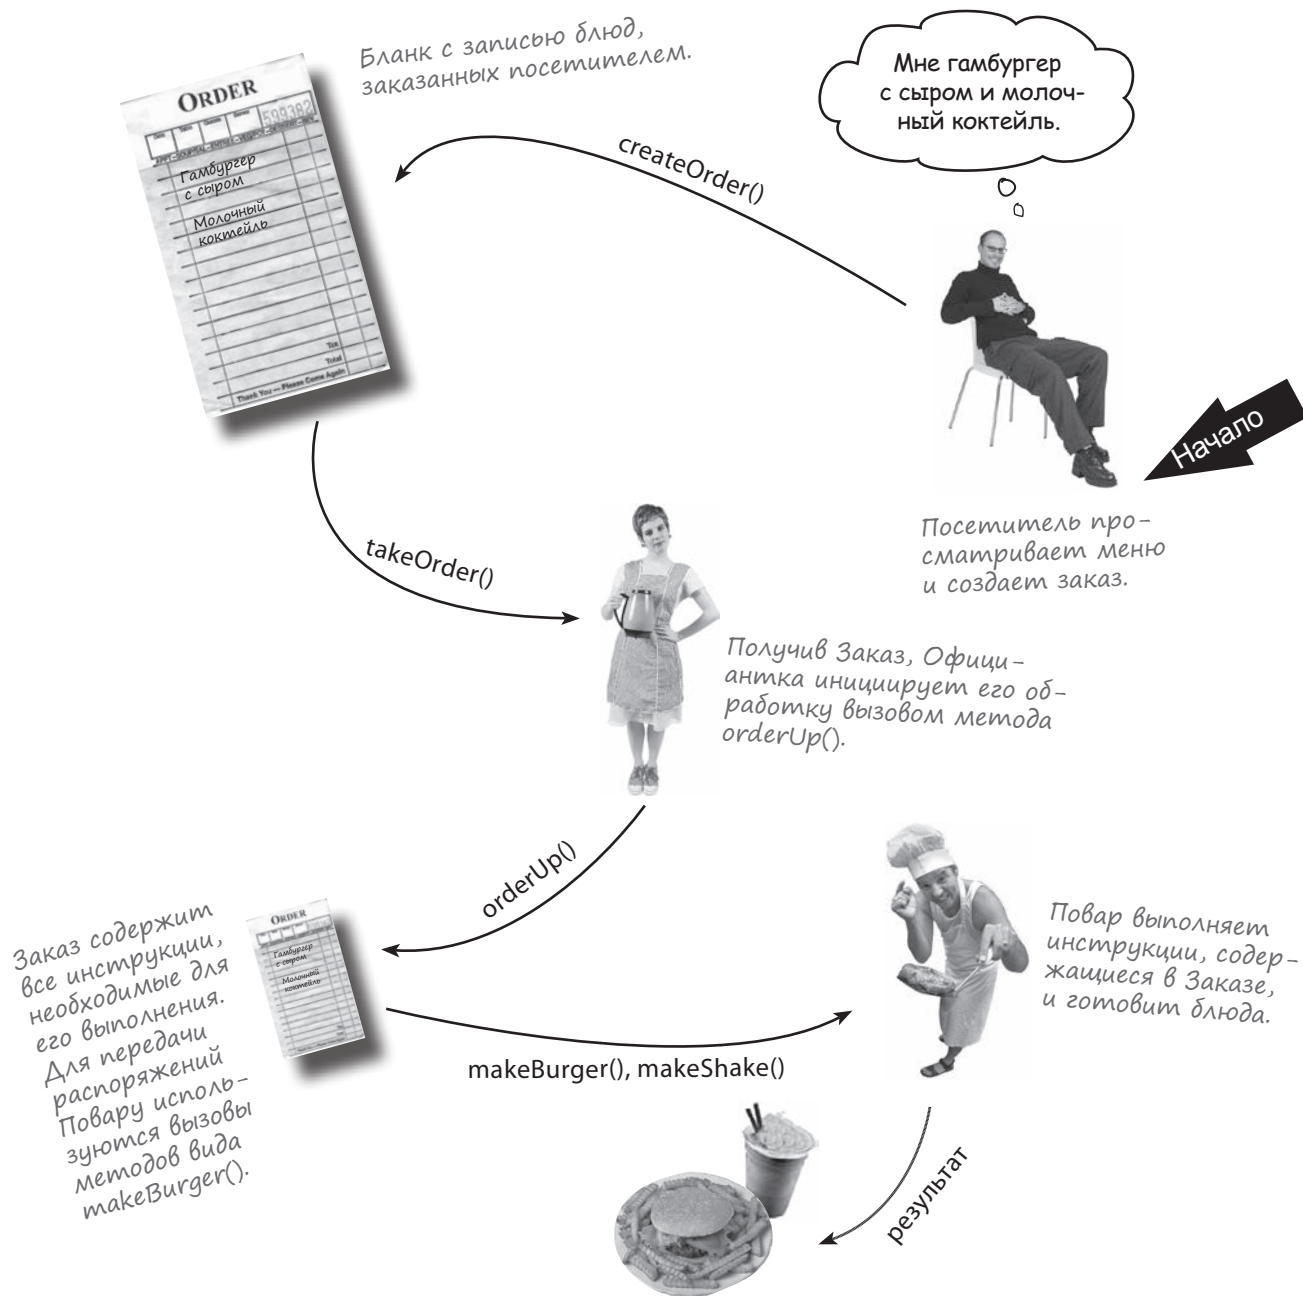 Бланк с записью блюд,
заказанных посетителем.
Мне гамбургер
с сыром и молоч-
ный коктейль.
ORDER
599382
Гамбургер
с сыром
Молочный
коктейль
Tax
Total
Thank You — Please Come Again
createOrder()
Начало
Посетитель про-
сматривает меню
и создает заказ.
takeOrder()
Получив Заказ, Офици-
антка инициирует его об-
работку вызовом метода
orderUp().
orderUp()
Заказ содержит
все инструкции,
необходимые для
его выполнения.
Для передачи
распоряжений
Повару исполь-
зуются вызовы
методов вида
makeBurger().
ORDER
Гамбургер
с сыром
Молочный
коктейль
Повар выполняет
инструкции, содер-
жащиеся в Заказе,
и готовит блюда.
makeBurger(), makeShake()
результат